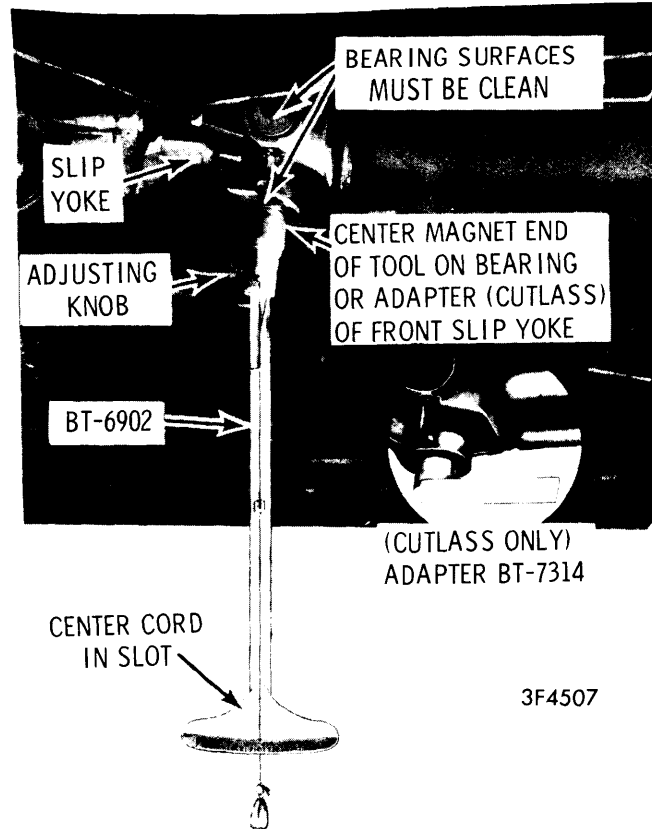 BEARING SURFACES
MUST BE CLEAN
SLIP
YOKE
CENTER MAGNET END
OF TOOL ON BEARING
OR ADAPTER (CUTLASS)
OF FRONT SLIP YOKE
ADJUSTING
KNOB
BT-6902
(CUTLASS ONLY)
ADAPTER BT-7314
CENTER CORD
IN SLOT
3F4507